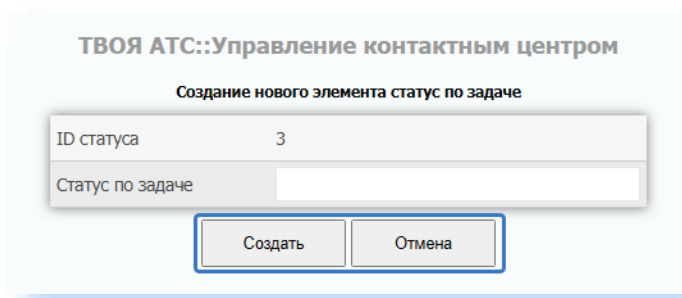 ТВОЯ АТС::Управление контактным центром
Создание нового элемента статус по задаче
ID статуса 3
Статус по задаче
Создать Отмена